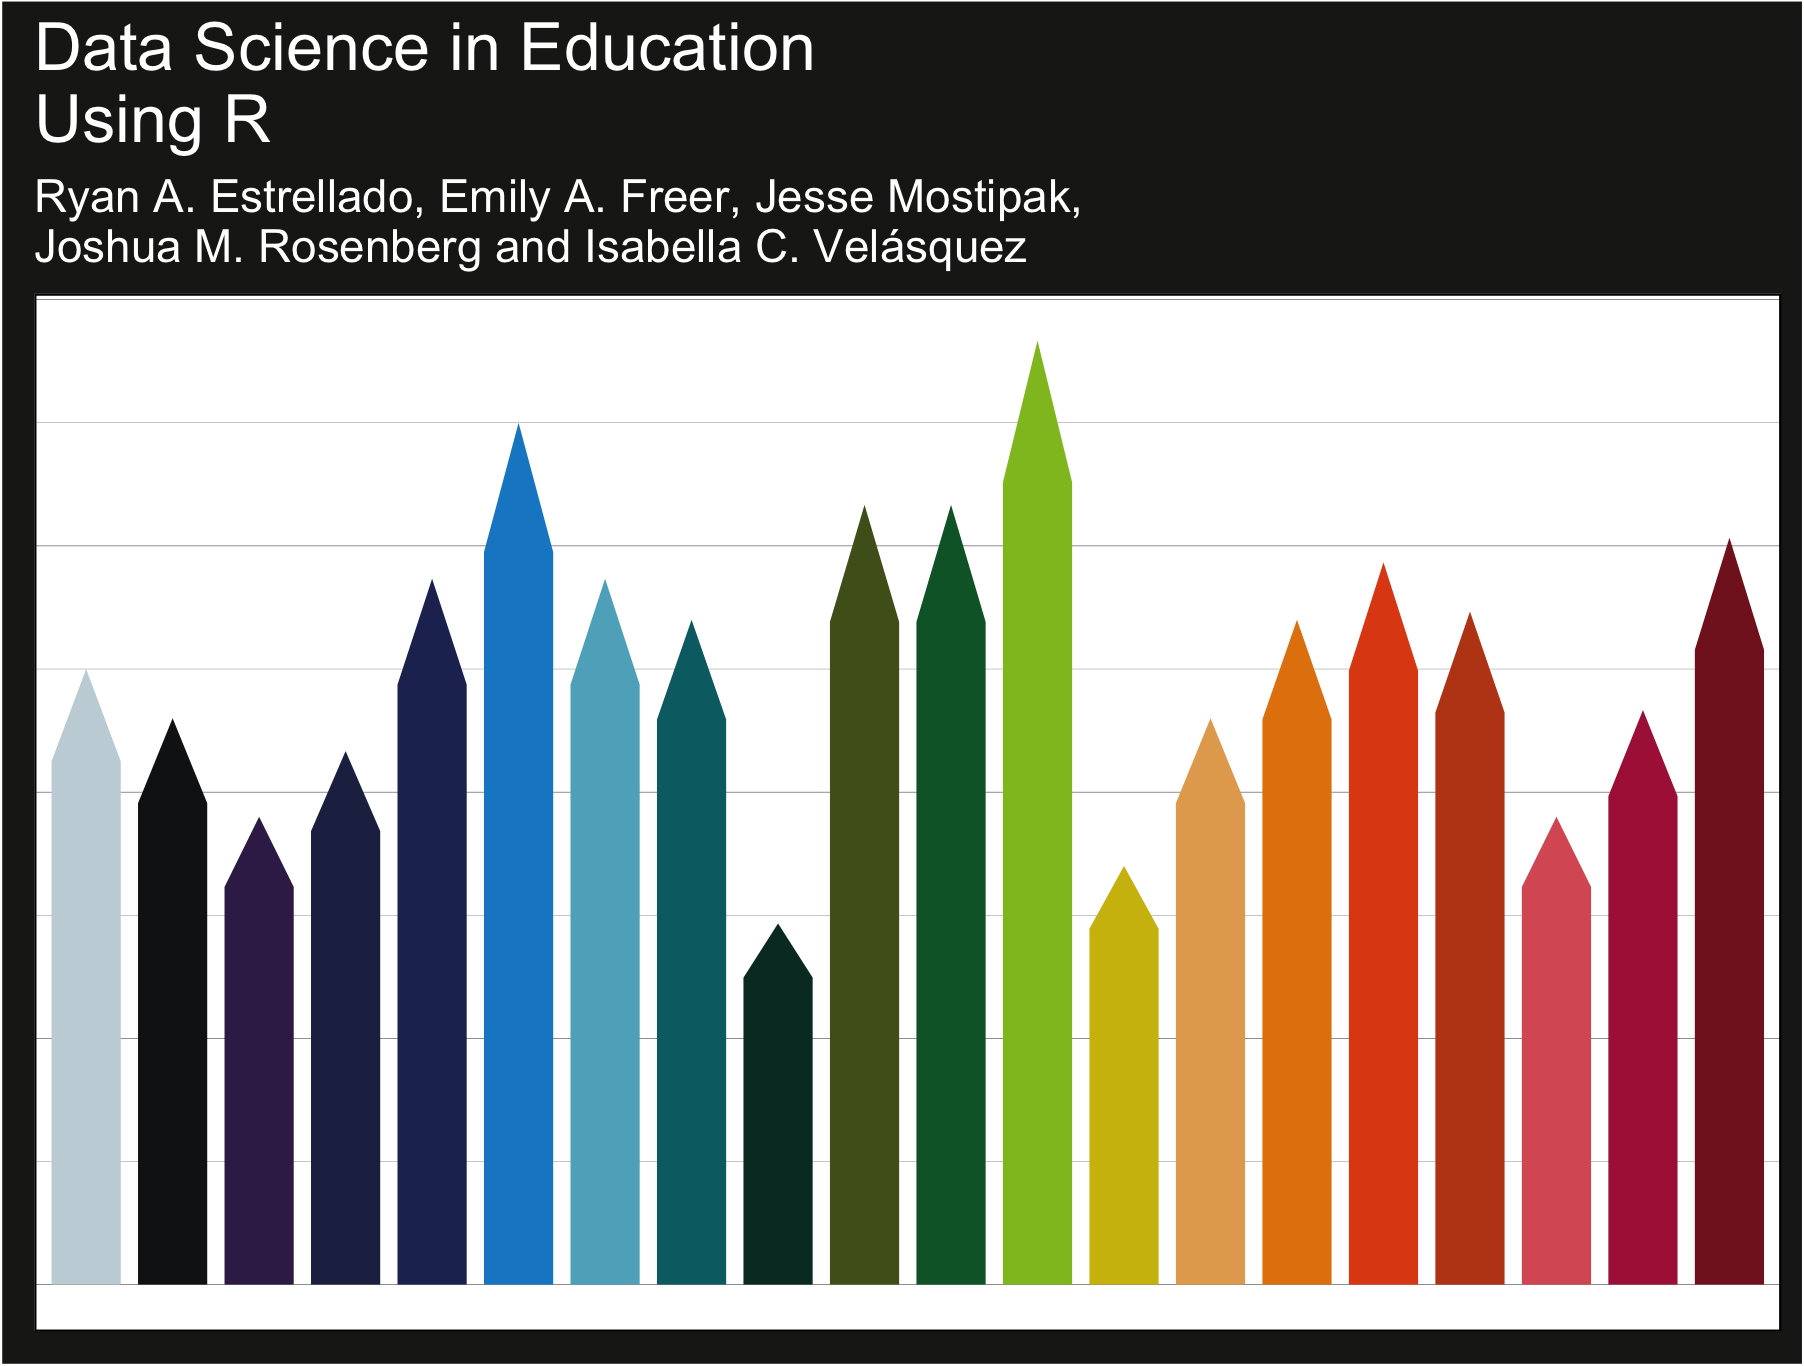 Data Science in Education
Using R
Ryan A. Estrellado, Emily A. Freer, Jesse Mostipak,
Joshua M. Rosenberg and Isabella C. Velásquez